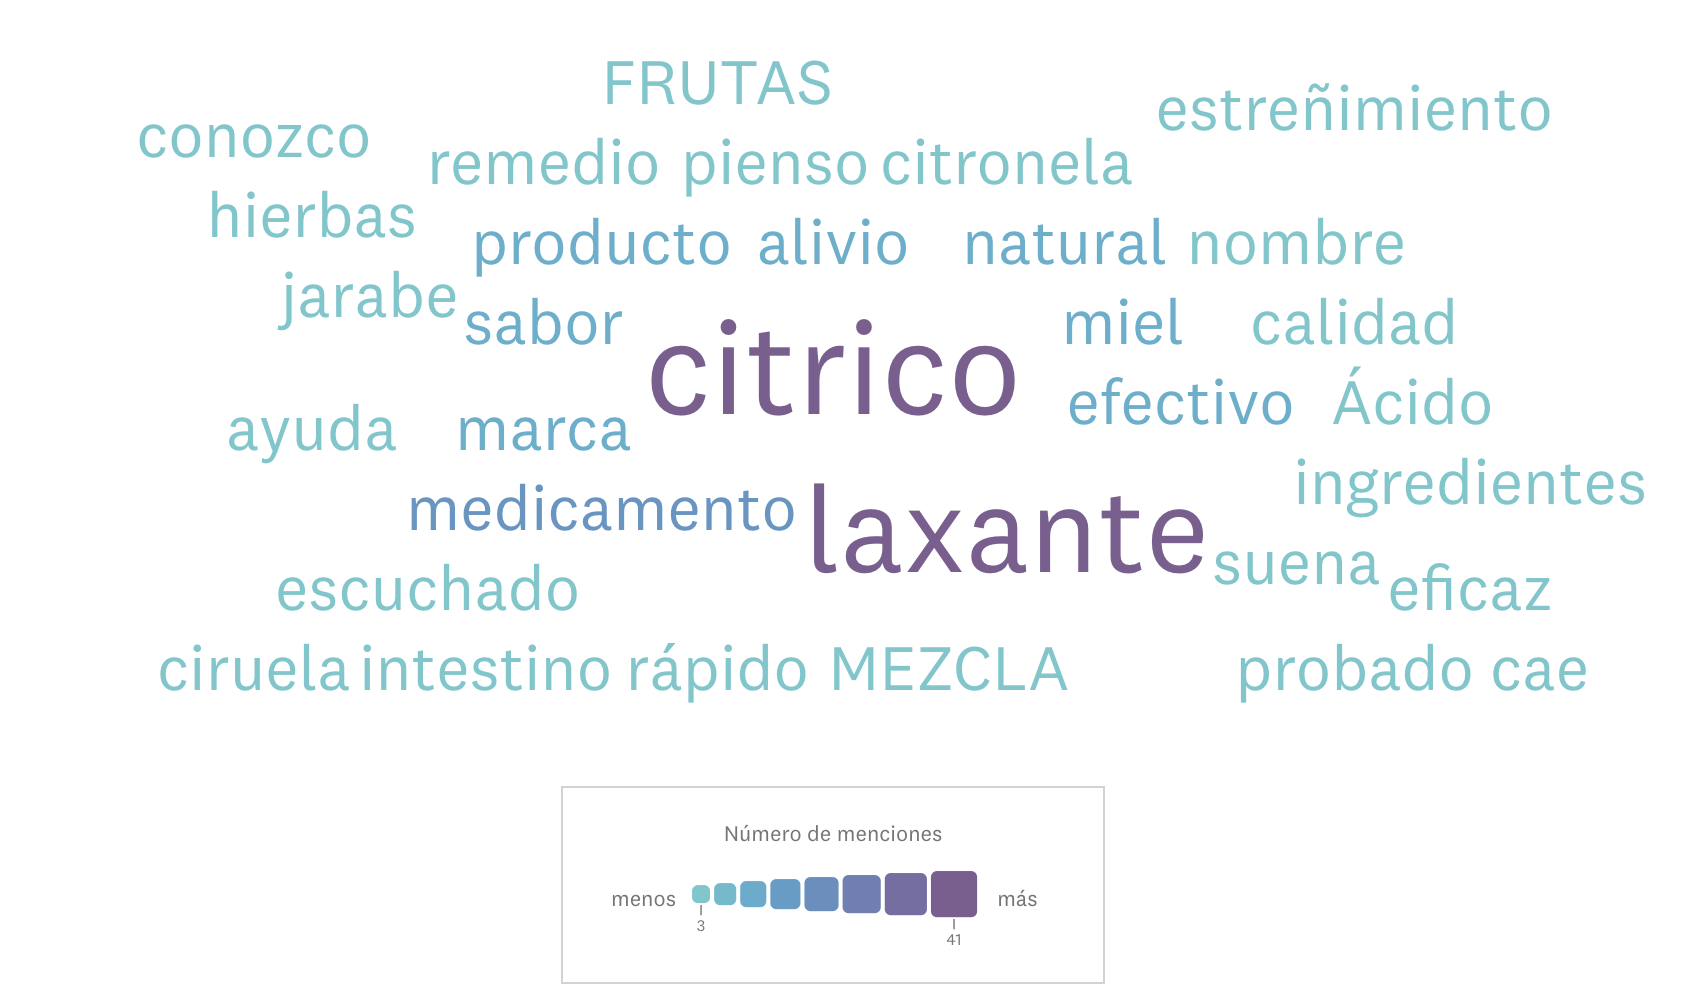 FRUTAS
estreñimiento
conozco
remedio pienso citronela
hierbas
producto alivio natural nombre
jarabe
sabor citrico miel calidad
efectivo Ácido
ayuda marca
ingredientes
medicamento laxante
suena
escuchado eficaz
ciruela intestino rápido MEZCLA probado cae
Número de menciones
menos más
3
41